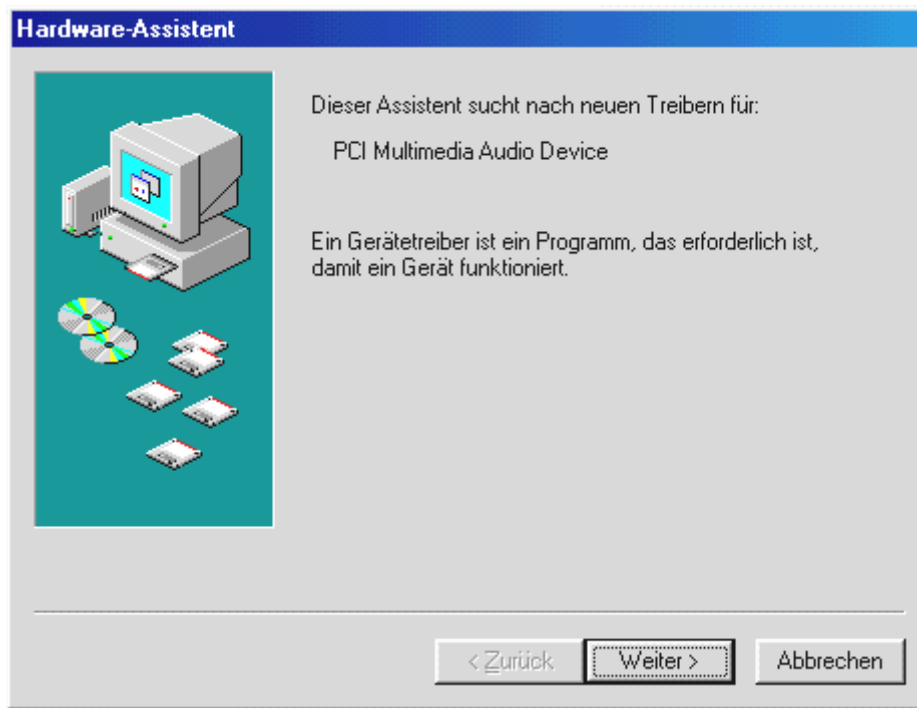 Hardware-Assistent
Dieser Assistent sucht nach neuen Treibern für:
PCI Multimedia Audio Device
Ein Gerätetreiber ist ein Programm, das erforderlich ist,
damit ein Gerät funktioniert.
< Zurück
Weiter >
Abbrechen